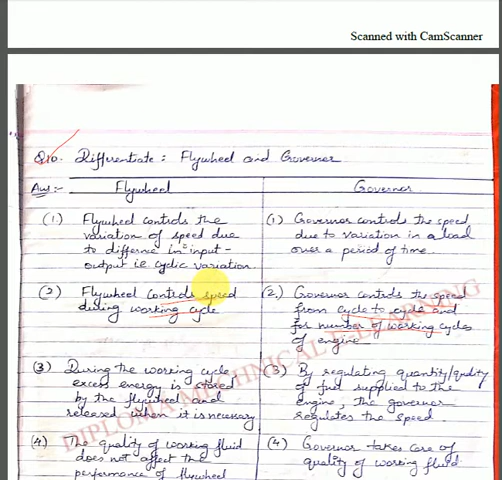 Scanned with CamScanner
Q10. Differentiate : Flywheel and Governor.
Ans:- Flywheel Governor
(1) Flywheel controls the
variation of speed due
to difference in input-
output i.e cyclic variation.
(1) Governor controls the speed
due to variation in a load
over a period of time.
(2) Flywheel controls speed
during working cycle
(2) Governor controls the speed
from cycle to cycle and
for number of working cycles
of engine
(3) During the working cycle
excess energy is stored
by the flywheel and
released when it is necessary
(3) By regulating quantity/quality
of fuel supplied to the
engine, the governor
regulates the speed.
(4) The quality of working fluid
does not affect the
performance of flywheel
(4) Governor takes care of
quality of working fluid
DIPLOMA MECHANICAL ELEARNING